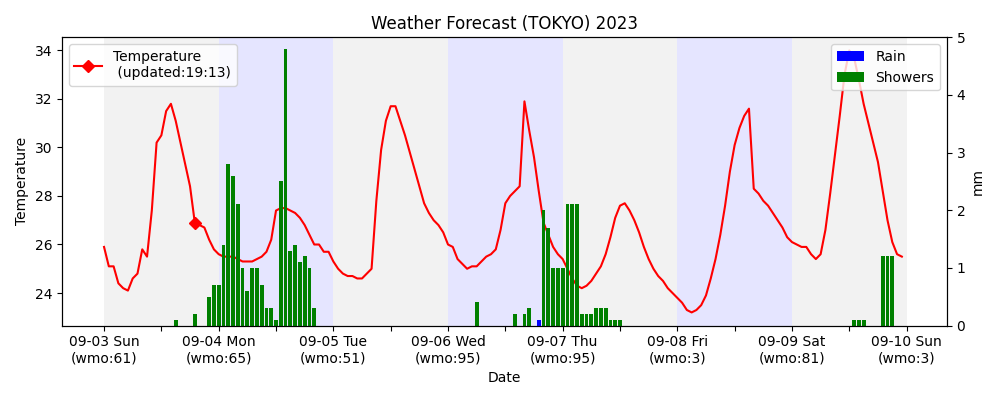 Weather Forecast (TOKYO) 2023
Temperature
(updated:19:13)
Rain
Showers
34
32
30
28
26
24
Temperature
5
4
3
2
1
0
mm
09-03 Sun
(wmo:61)
09-04 Mon
(wmo:65)
09-05 Tue
(wmo:51)
09-06 Wed
(wmo:95)
09-07 Thu
(wmo:95)
09-08 Fri
(wmo:3)
09-09 Sat
(wmo:81)
09-10 Sun
(wmo:3)
Date